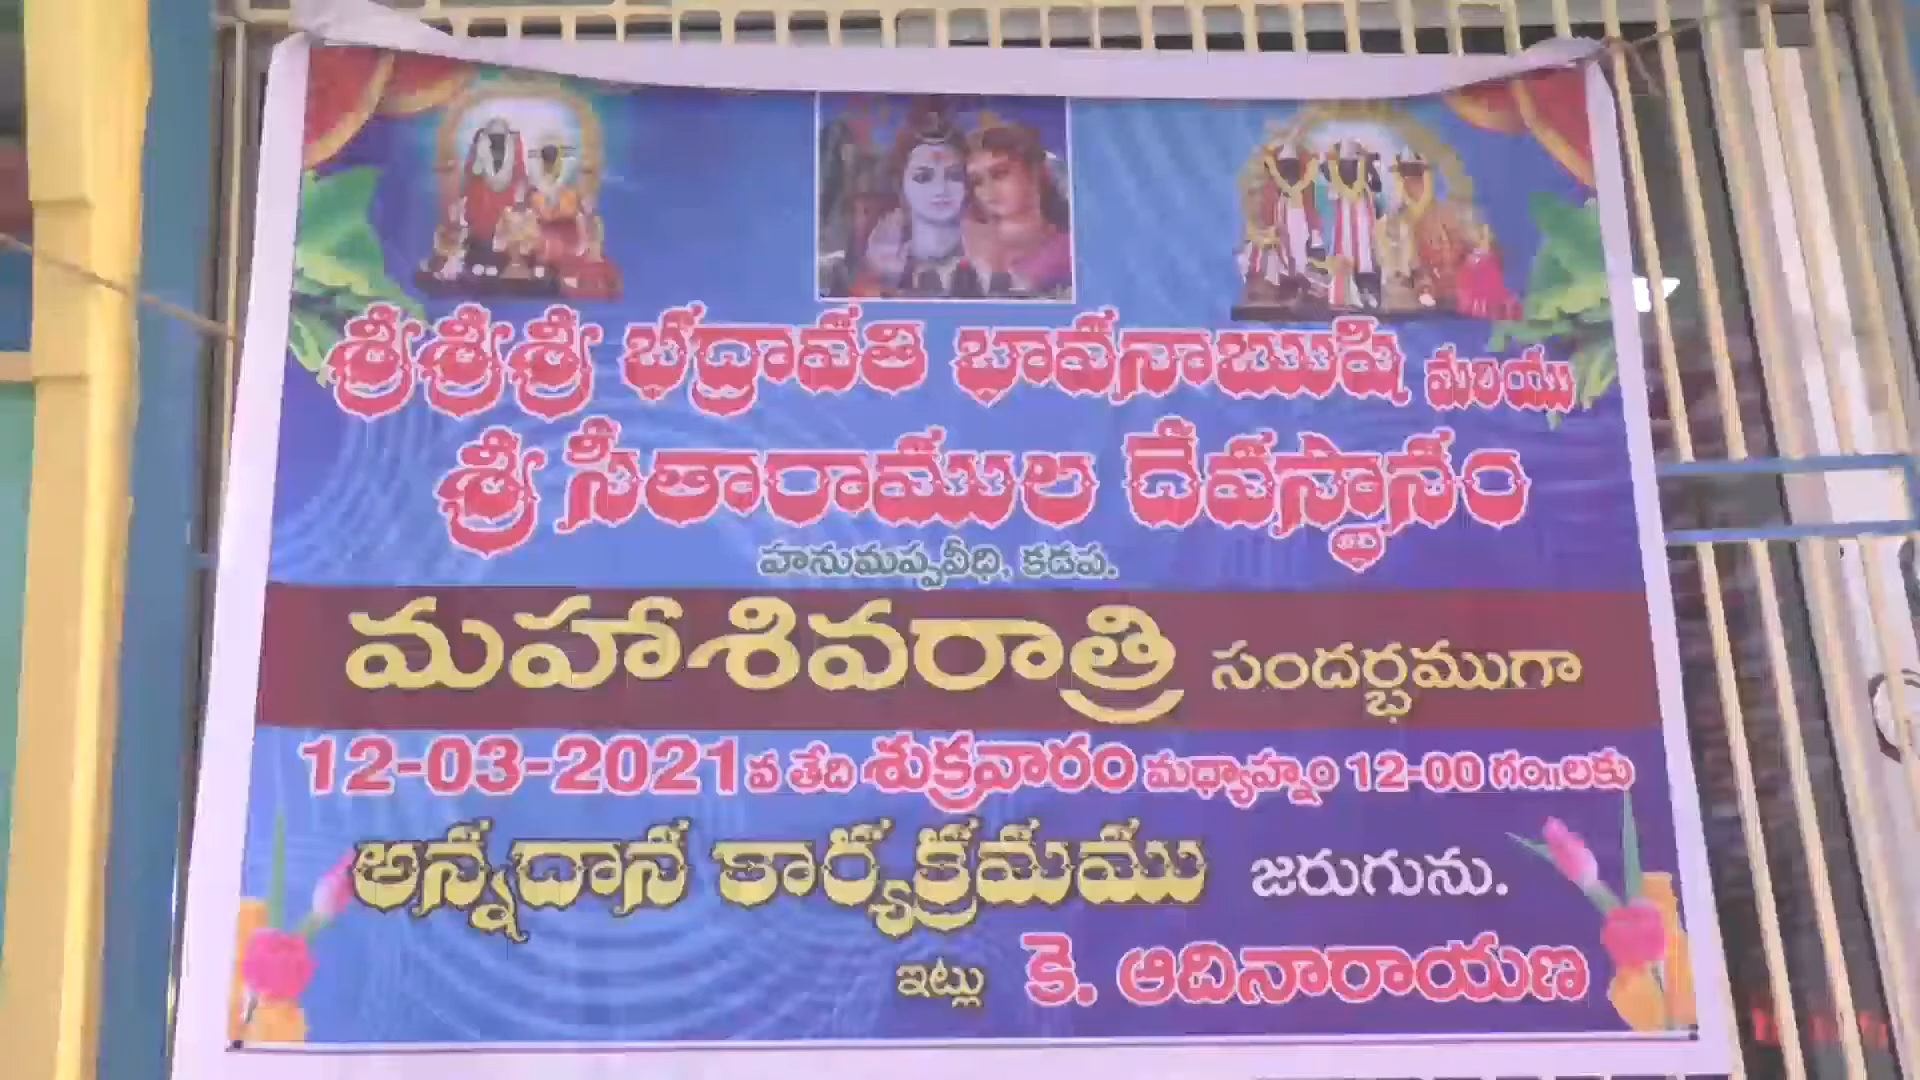 శ్రీశ్రీశ్రీ భద్రావతి భావనాఋషి మరియు
శ్రీ సీతారాముల దేవస్థానం
హనుమప్పవీధి, కడప.
మహాశివరాత్రి సందర్భముగా
12-03-2021 వ తేది శుక్రవారం మధ్యాహ్నం 12-00 గం॥లకు
అన్నదాన కార్యక్రమము జరుగును.
ఇట్లు కె. ఆదినారాయణ